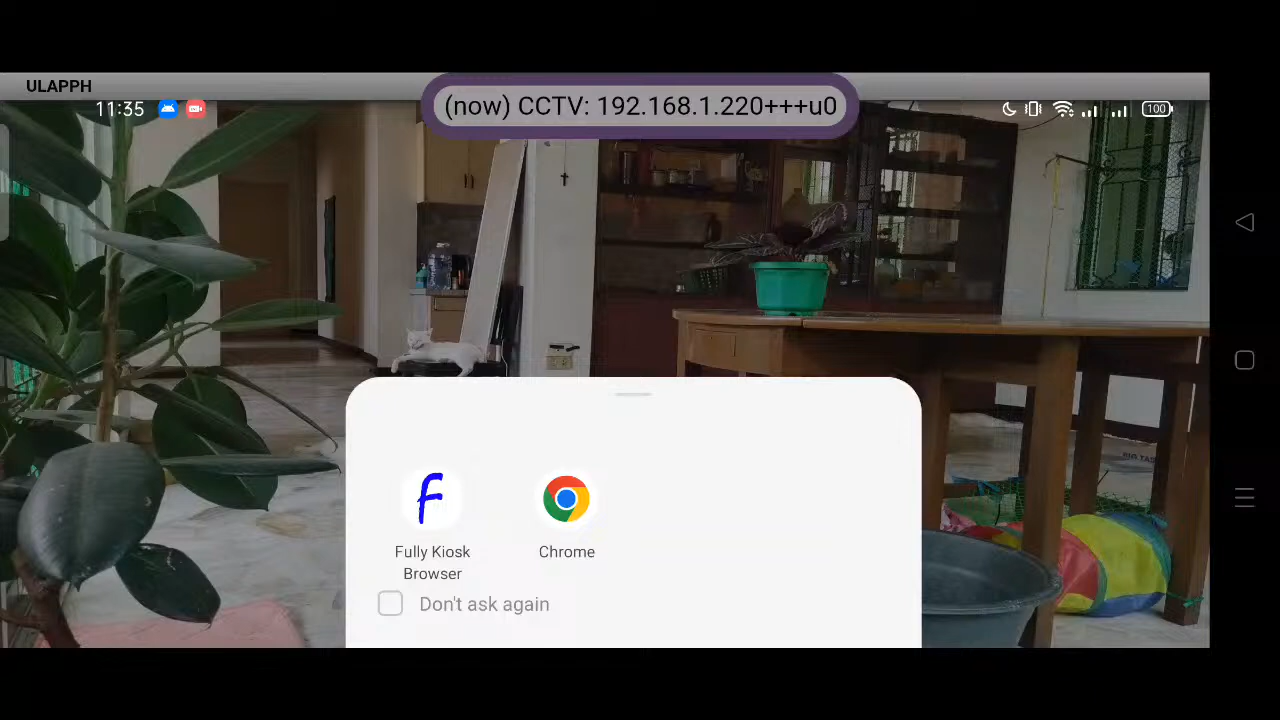 ULAPPH
11:35
(now) CCTV: 192.168.1.220+++u0
100
Fully Kiosk
Browser
Chrome
Don't ask again